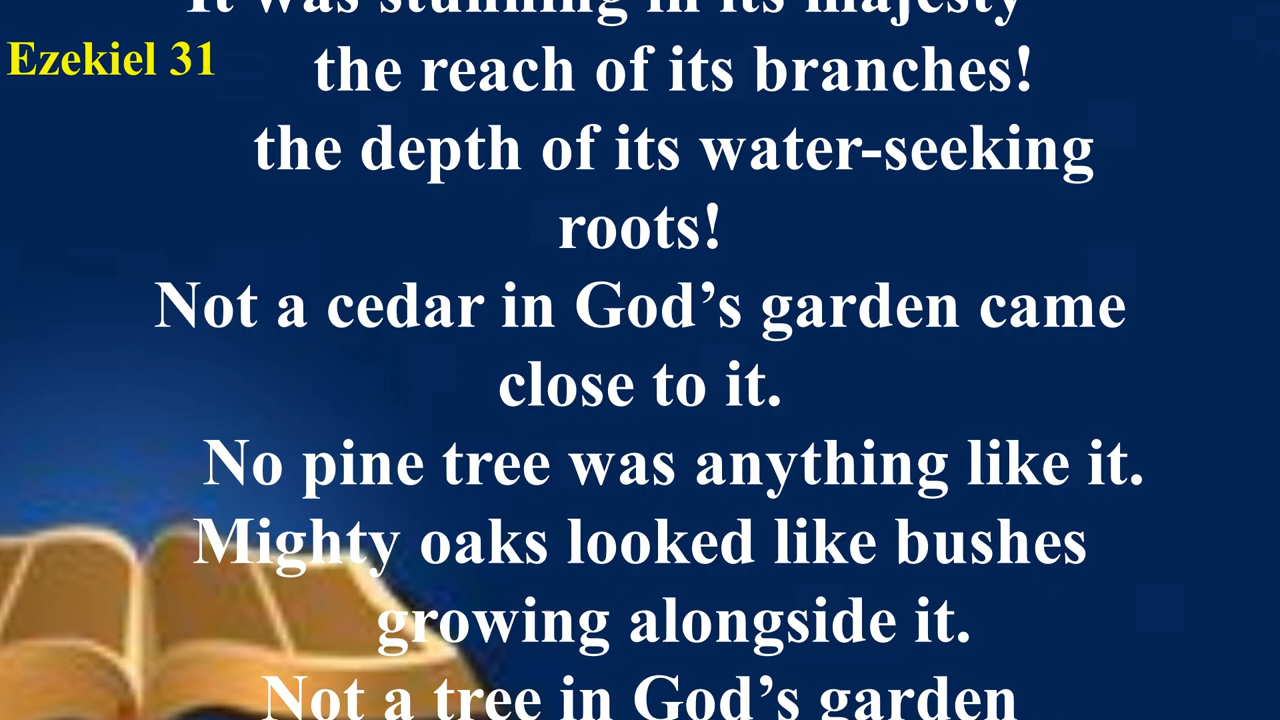 It was stunning in its majesty
Ezekiel 31
the reach of its branches!
the depth of its water-seeking
roots!
Not a cedar in God’s garden came
close to it.
No pine tree was anything like it.
Mighty oaks looked like bushes
growing alongside it.
Not a tree in God’s garden